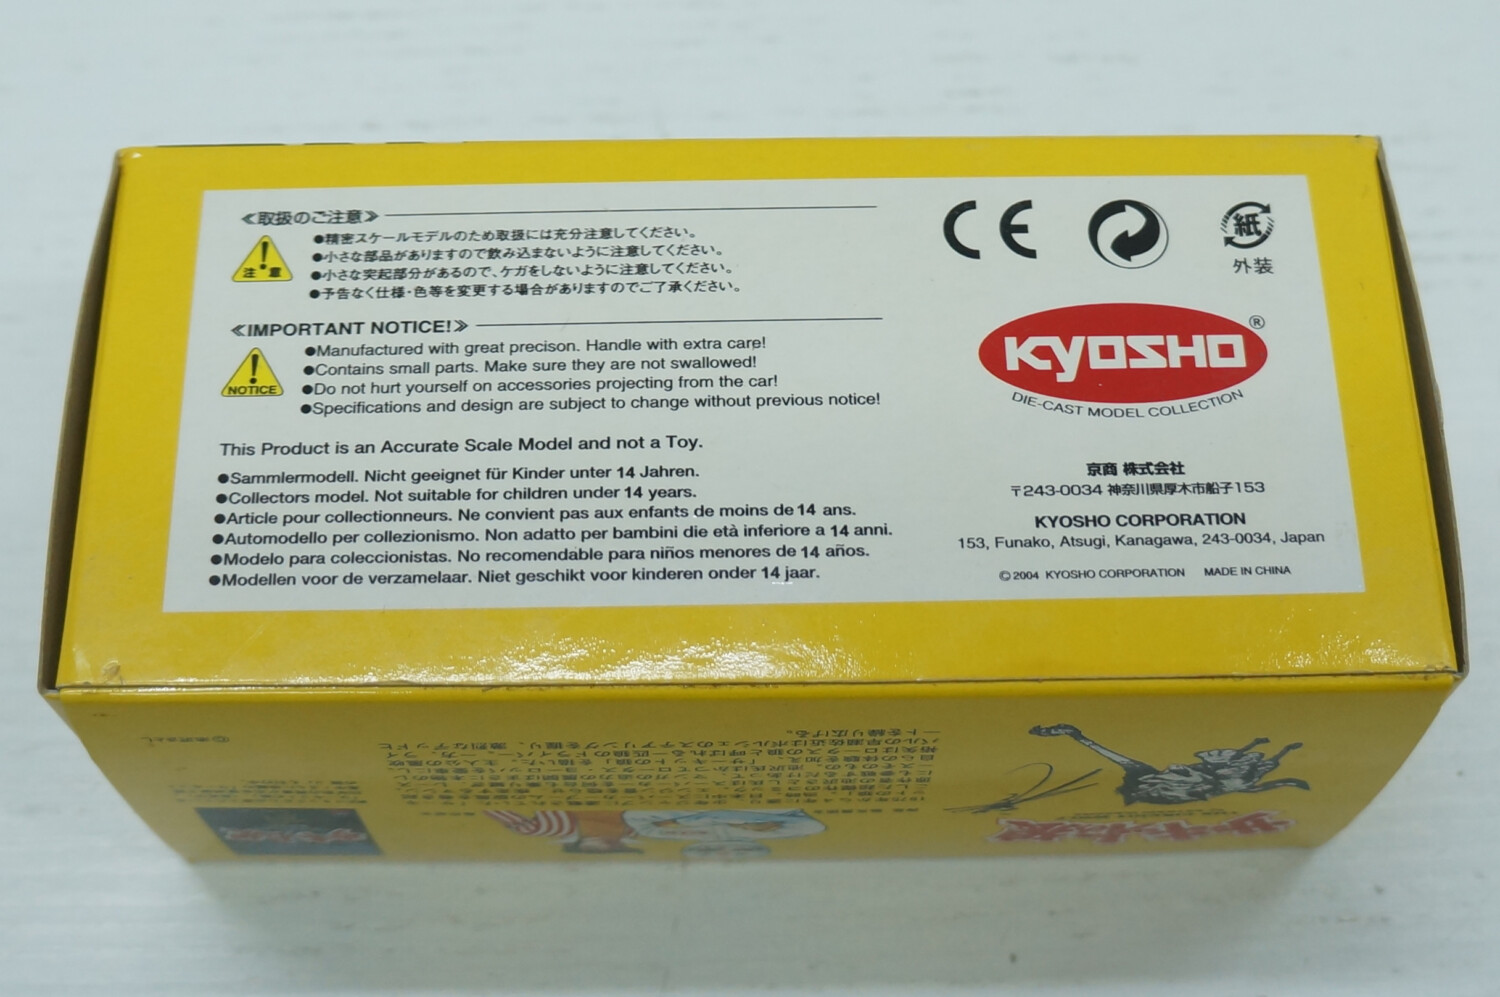 ≪取扱のご注意≫
注意
●精密スケールモデルのため取扱には充分注意してください。
●小さな部品がありますので飲み込まないように注意してください。
●小さな突起部分があるので、ケガをしないように注意してください。
●予告なく仕様・色等を変更する場合がありますのでご了承ください。
≪IMPORTANT NOTICE!≫
NOTICE
●Manufactured with great precison. Handle with extra care!
●Contains small parts. Make sure they are not swallowed!
●Do not hurt yourself on accessories projecting from the car!
●Specifications and design are subject to change without previous notice!
This Product is an Accurate Scale Model and not a Toy.
●Sammlermodell. Nicht geeignet für Kinder unter 14 Jahren.
●Collectors model. Not suitable for children under 14 years.
●Article pour collectionneurs. Ne convient pas aux enfants de moins de 14 ans.
●Automodello per collezionismo. Non adatto per bambini die età inferiore a 14 anni.
●Modelo para coleccionistas. No recomendable para niños menores de 14 años.
●Modellen voor de verzamelaar. Niet geschikt voor kinderen onder 14 jaar.
CE
紙
外装
KYOSHO ®
DIE-CAST MODEL COLLECTION
京商 株式会社
〒243-0034 神奈川県厚木市船子153
KYOSHO CORPORATION
153, Funako, Atsugi, Kanagawa, 243-0034, Japan
© 2004 KYOSHO CORPORATION MADE IN CHINA
サーキットの狼